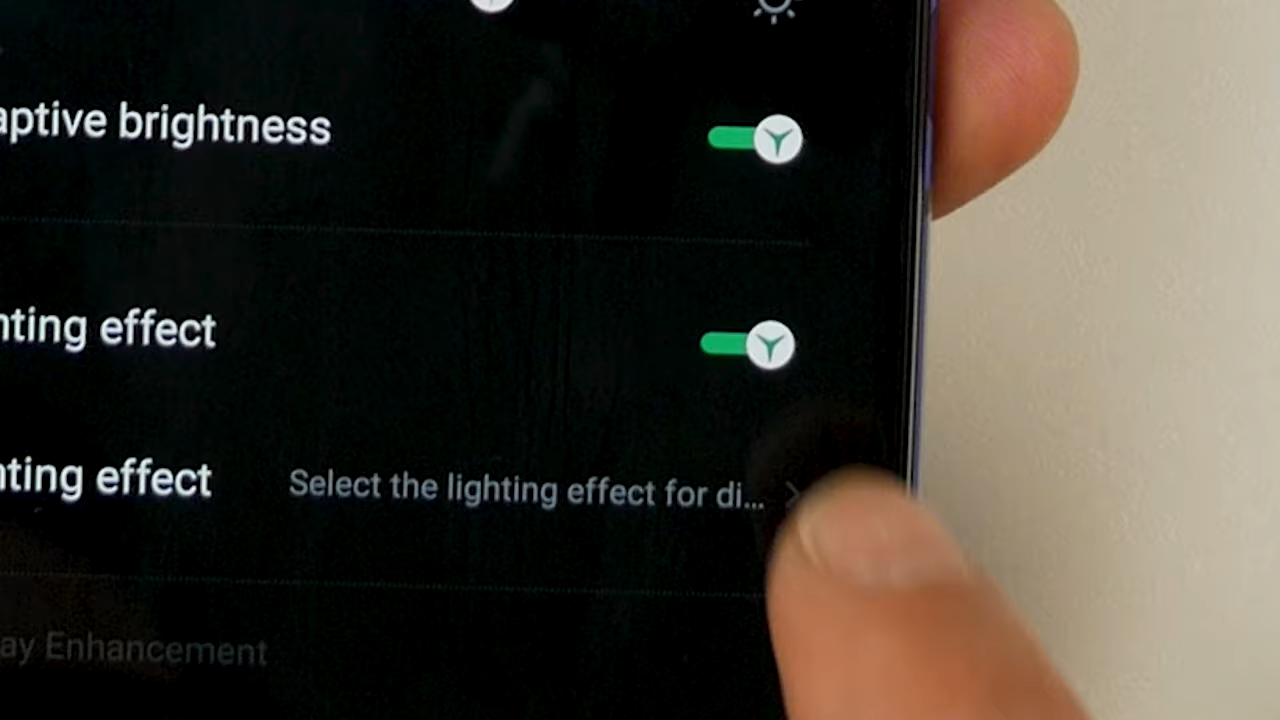 aptive brightness
nting effect
nting effect Select the lighting effect for di...
ay Enhancement